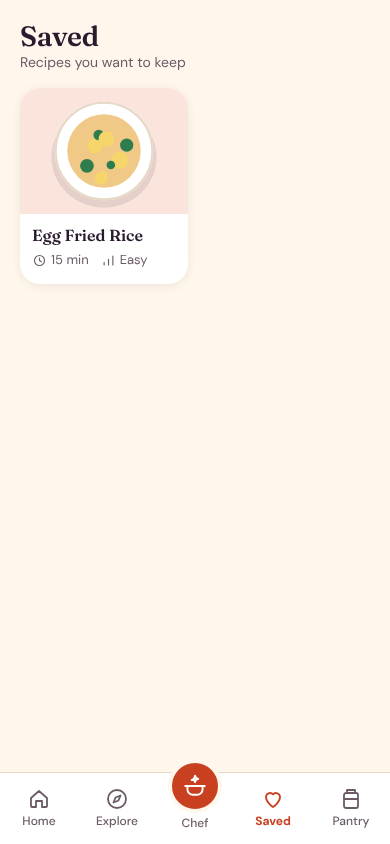 Saved
Recipes you want to keep
Egg Fried Rice
15 min Easy
Home Explore Chef Saved Pantry